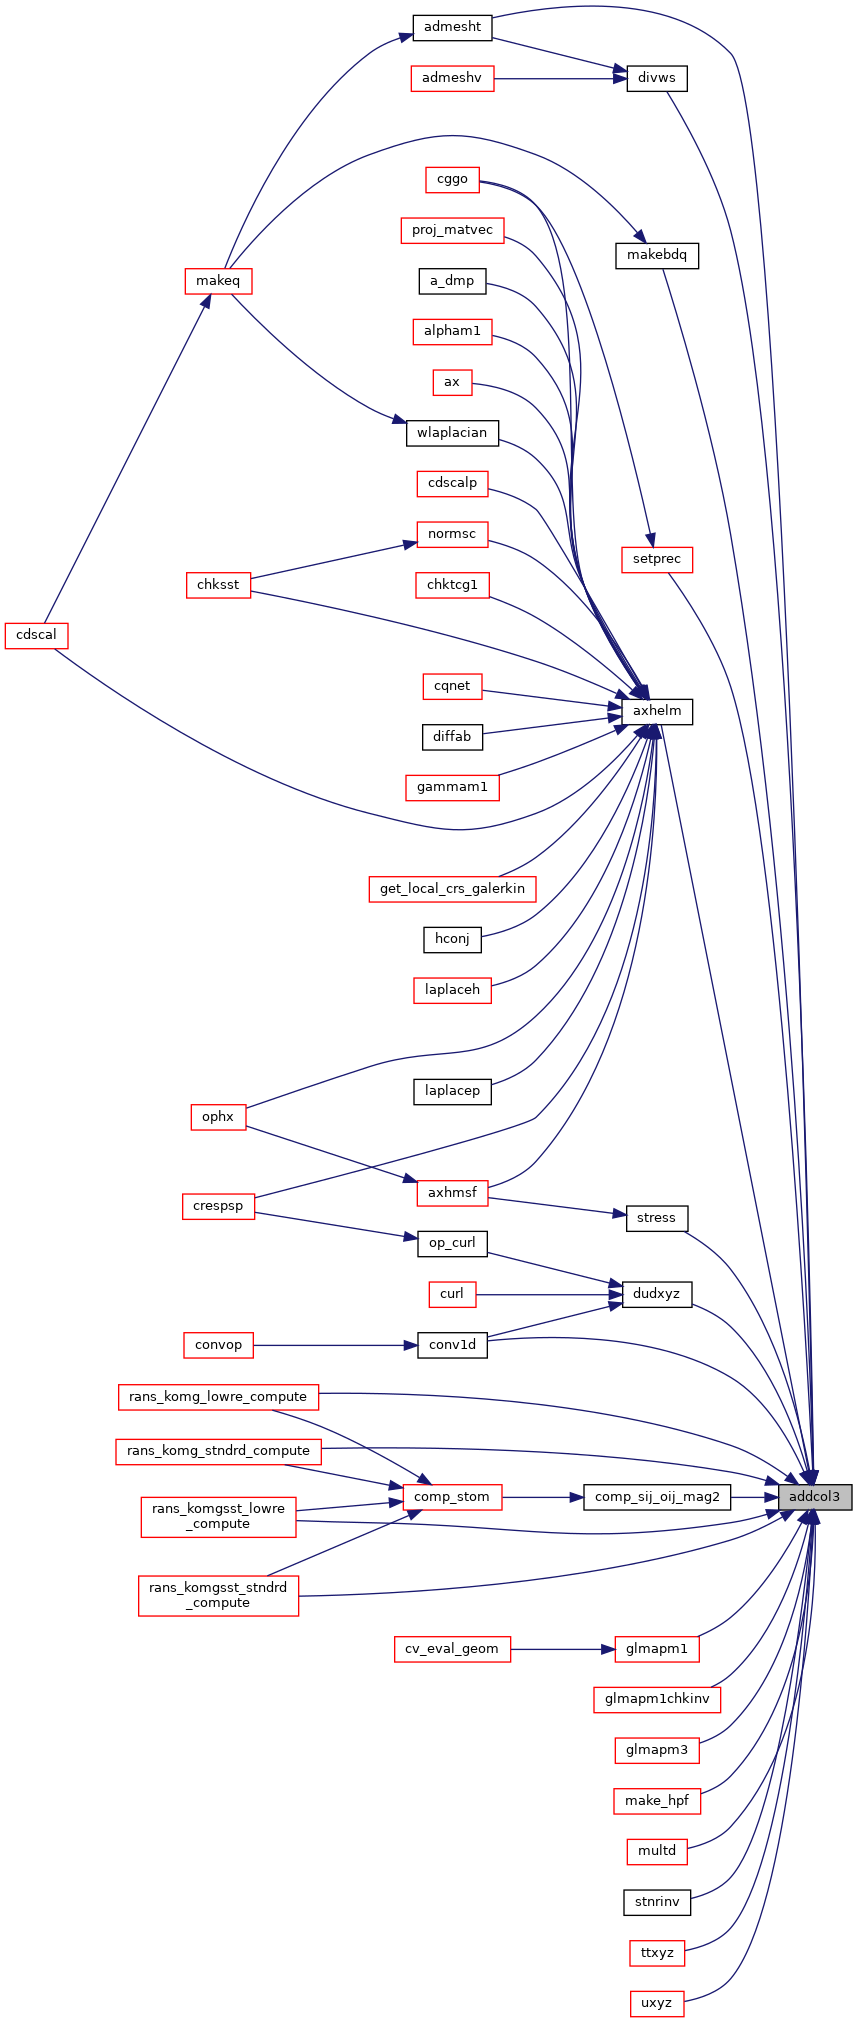 admesht
divws
admeshv
cggo
proj_matvec
makebdq
makeq
a_dmp
alpham1
ax
wlaplacian
cdscalp
normsc
setprec
chksst
chktcg1
cdscal
cqnet
axhelm
diffab
gammam1
get_local_crs_galerkin
hconj
laplaceh
laplacep
ophx
axhmsf
crespsp
stress
op_curl
curl
dudxyz
convop
conv1d
rans_komg_lowre_compute
rans_komg_stndrd_compute
comp_stom
comp_sij_oij_mag2
addcol3
rans_komgsst_lowre
_compute
rans_komgsst_stndrd
_compute
cv_eval_geom
glmapm1
glmapm1chkinv
glmapm3
make_hpf
multd
stnrinv
ttxyz
uxyz